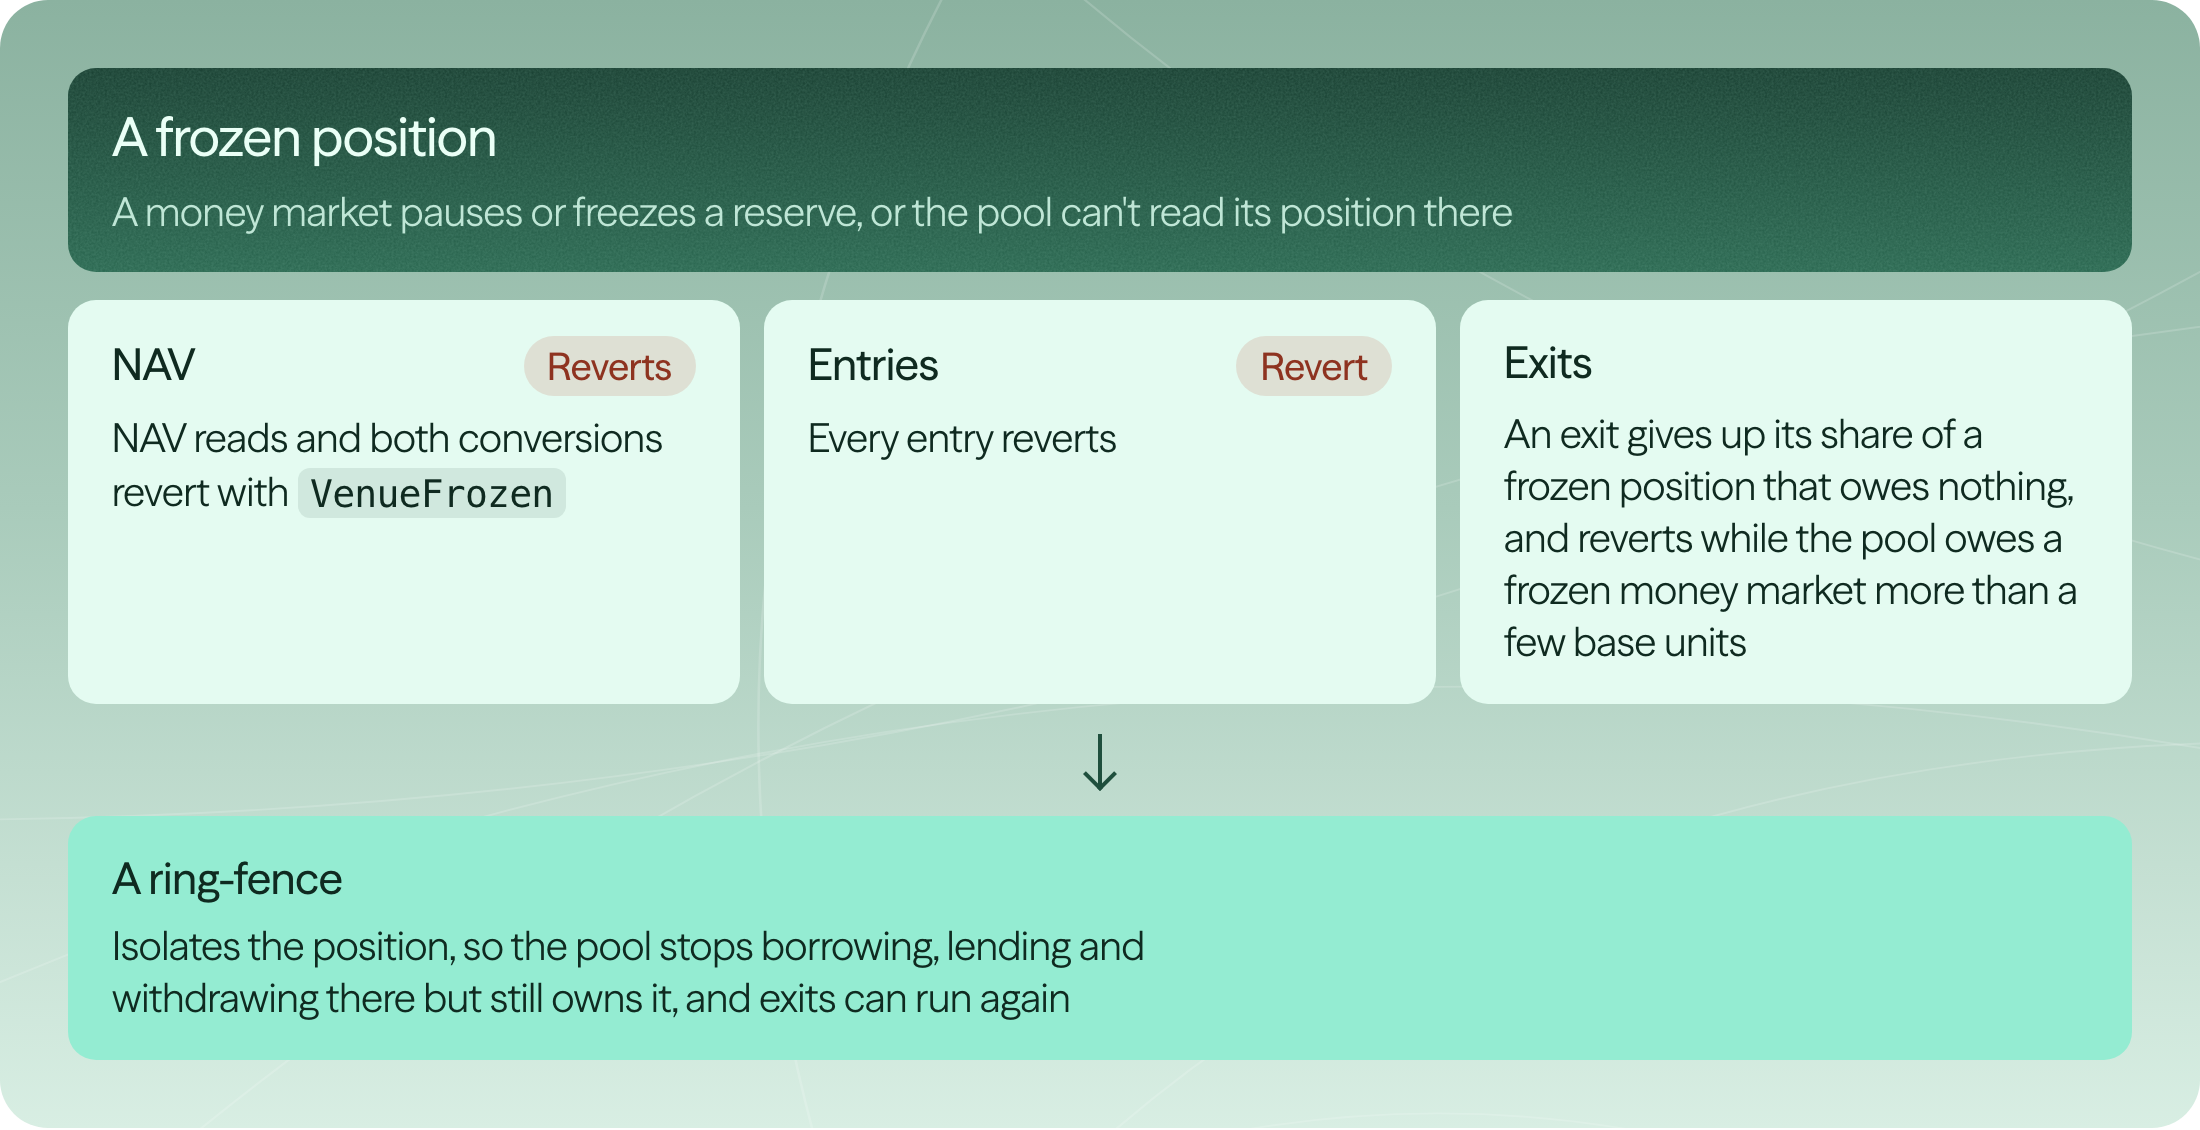 A frozen position
A money market pauses or freezes a reserve, or the pool can't read its position there
NAV
Reverts
NAV reads and both conversions
revert with VenueFrozen
Entries
Revert
Every entry reverts
Exits
An exit gives up its share of a
frozen position that owes nothing,
and reverts while the pool owes a
frozen money market more than a
few base units
A ring-fence
Isolates the position, so the pool stops borrowing, lending and
withdrawing there but still owns it, and exits can run again